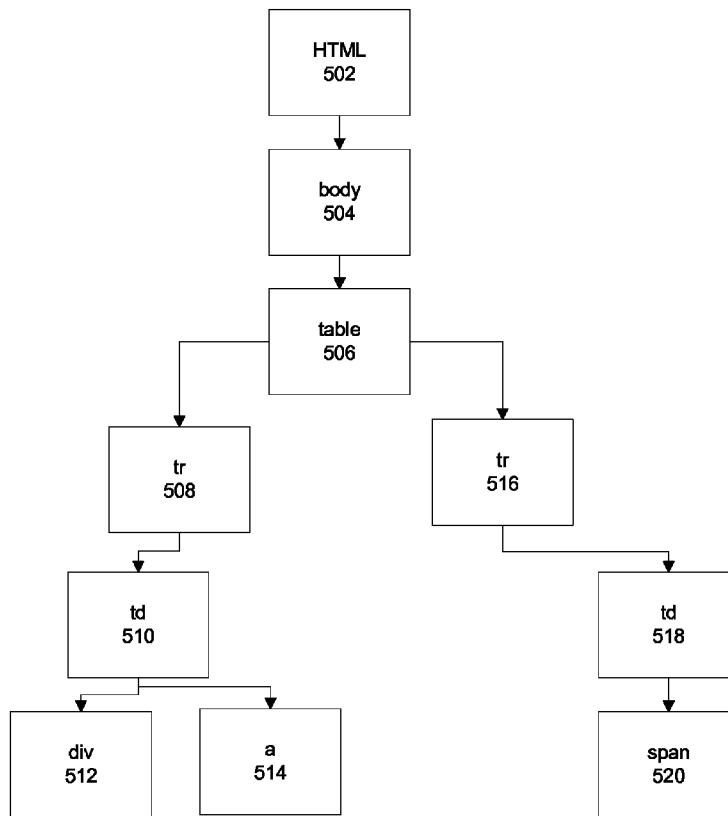 HTML
502
body
504
table
506
tr
508
tr
516
td
510
td
518
div
512
a
514
span
520